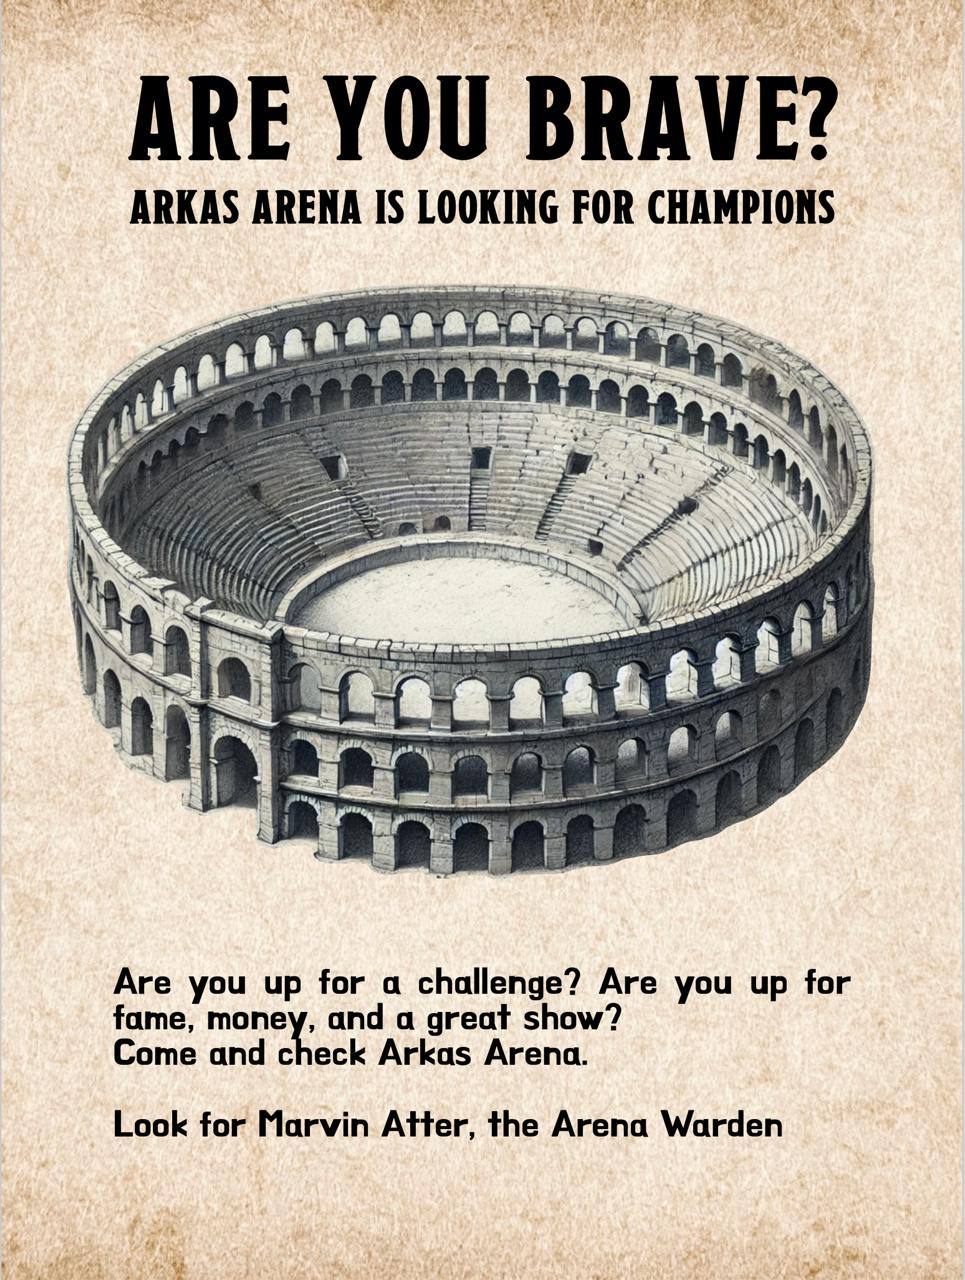 ARE YOU BRAVE?
ARKAS ARENA IS LOOKING FOR CHAMPIONS
Are you up for a challenge? Are you up for
fame, money, and a great show?
Come and check Arkas Arena.
Look for Marvin Atter, the Arena Warden